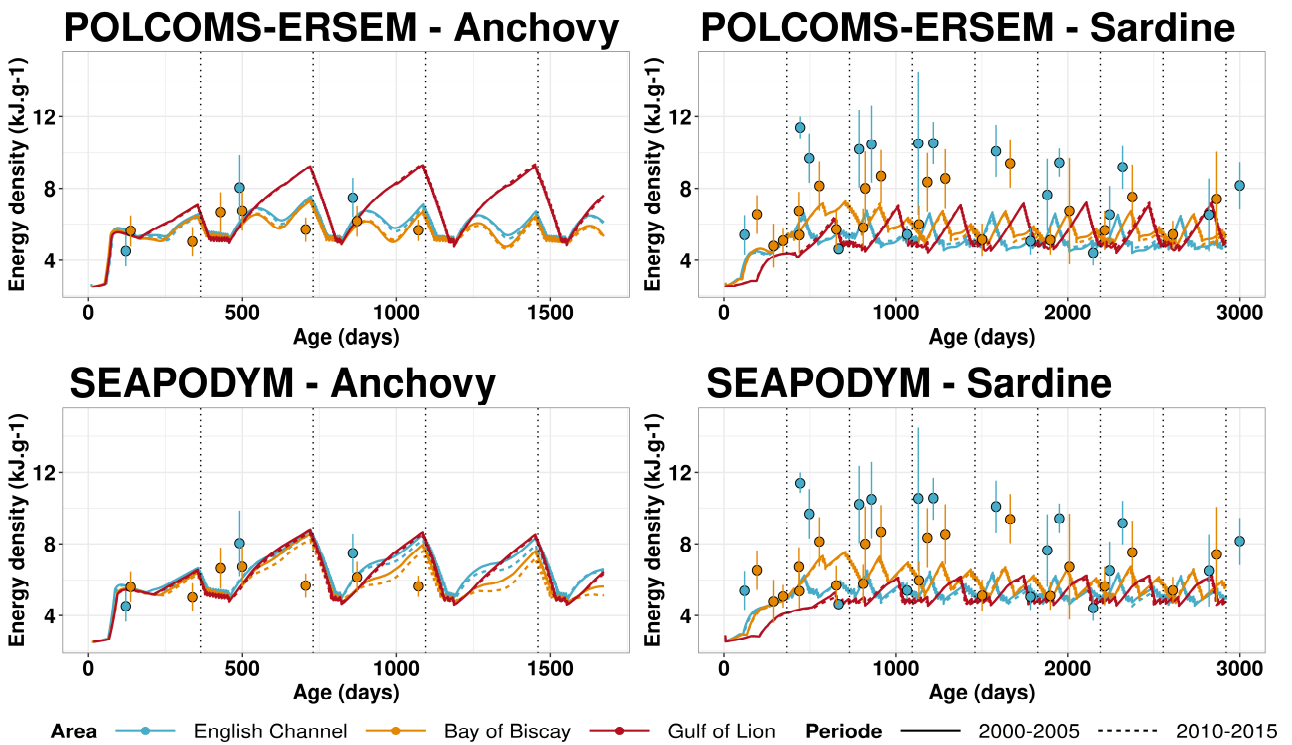 POLCOMS-ERSEM - Anchovy
POLCOMS-ERSEM - Sardine
Energy density (kJ.g-1)
12
8
4
0 500 1000 1500
Age (days)
Energy density (kJ.g-1)
12
8
4
0 1000 2000 3000
Age (days)
SEAPODYM - Anchovy
SEAPODYM - Sardine
Energy density (kJ.g-1)
12
8
4
0 500 1000 1500
Age (days)
Energy density (kJ.g-1)
12
8
4
0 1000 2000 3000
Age (days)
Area English Channel Bay of Biscay Gulf of Lion Periode 2000-2005 2010-2015